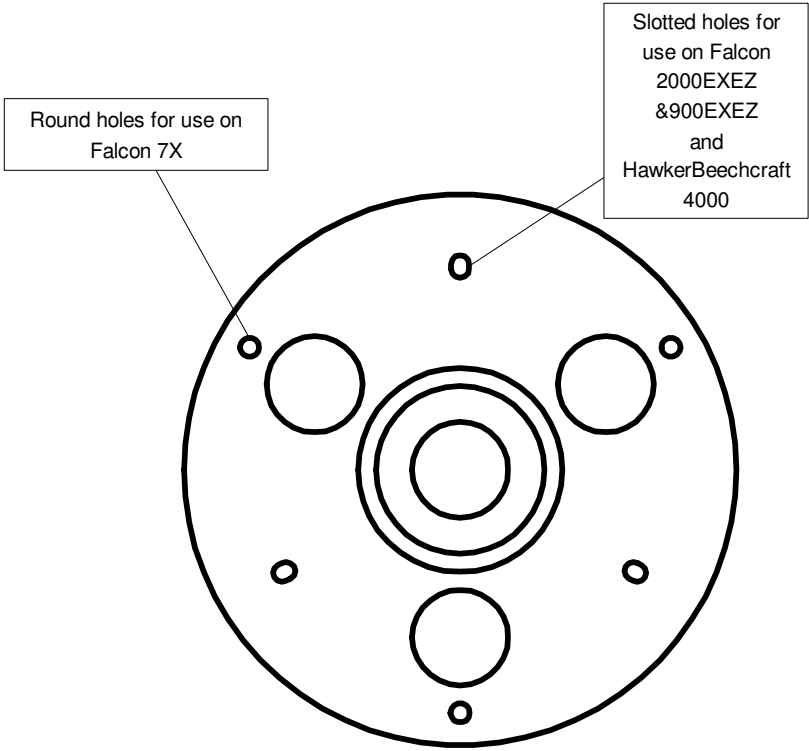 Slotted holes for
use on Falcon
2000EXEZ
&900EXEZ
and
HawkerBeechcraft
4000
Round holes for use on
Falcon 7X